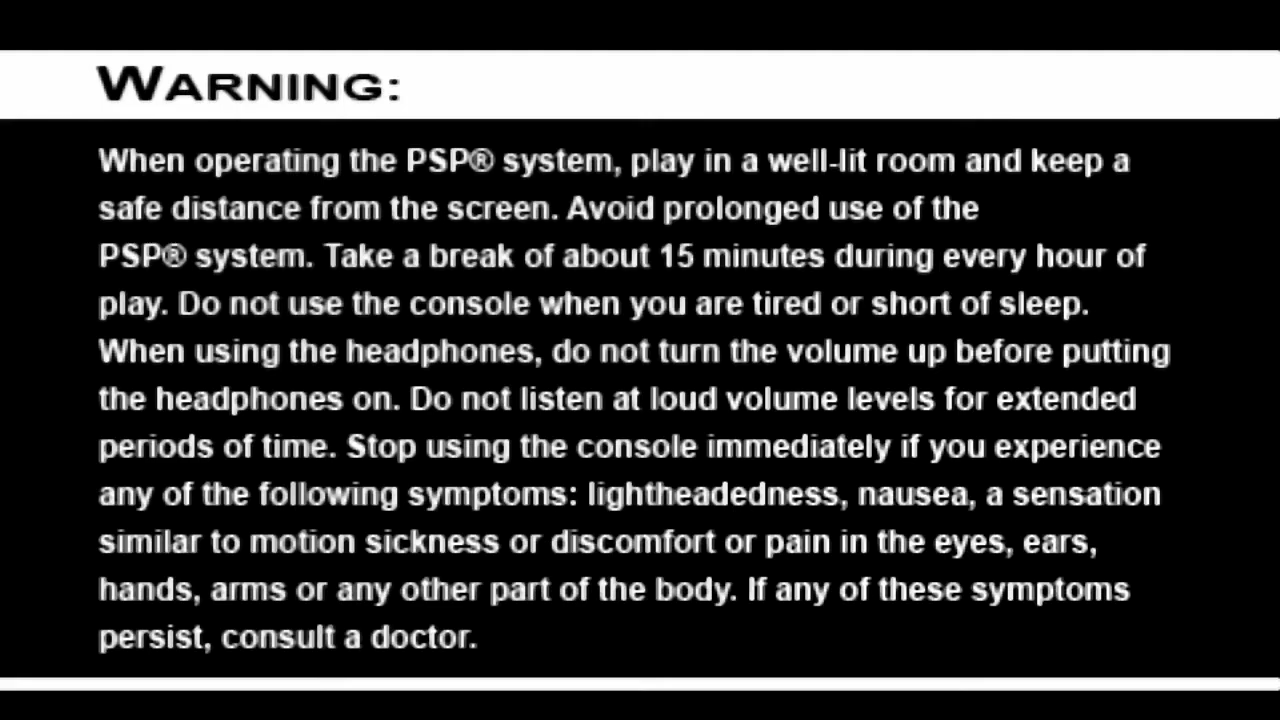 WARNING:
When operating the PSP® system, play in a well-lit room and keep a
safe distance from the screen. Avoid prolonged use of the
PSP® system. Take a break of about 15 minutes during every hour of
play. Do not use the console when you are tired or short of sleep.
When using the headphones, do not turn the volume up before putting
the headphones on. Do not listen at loud volume levels for extended
periods of time. Stop using the console immediately if you experience
any of the following symptoms: lightheadedness, nausea, a sensation
similar to motion sickness or discomfort or pain in the eyes, ears,
hands, arms or any other part of the body. If any of these symptoms
persist, consult a doctor.